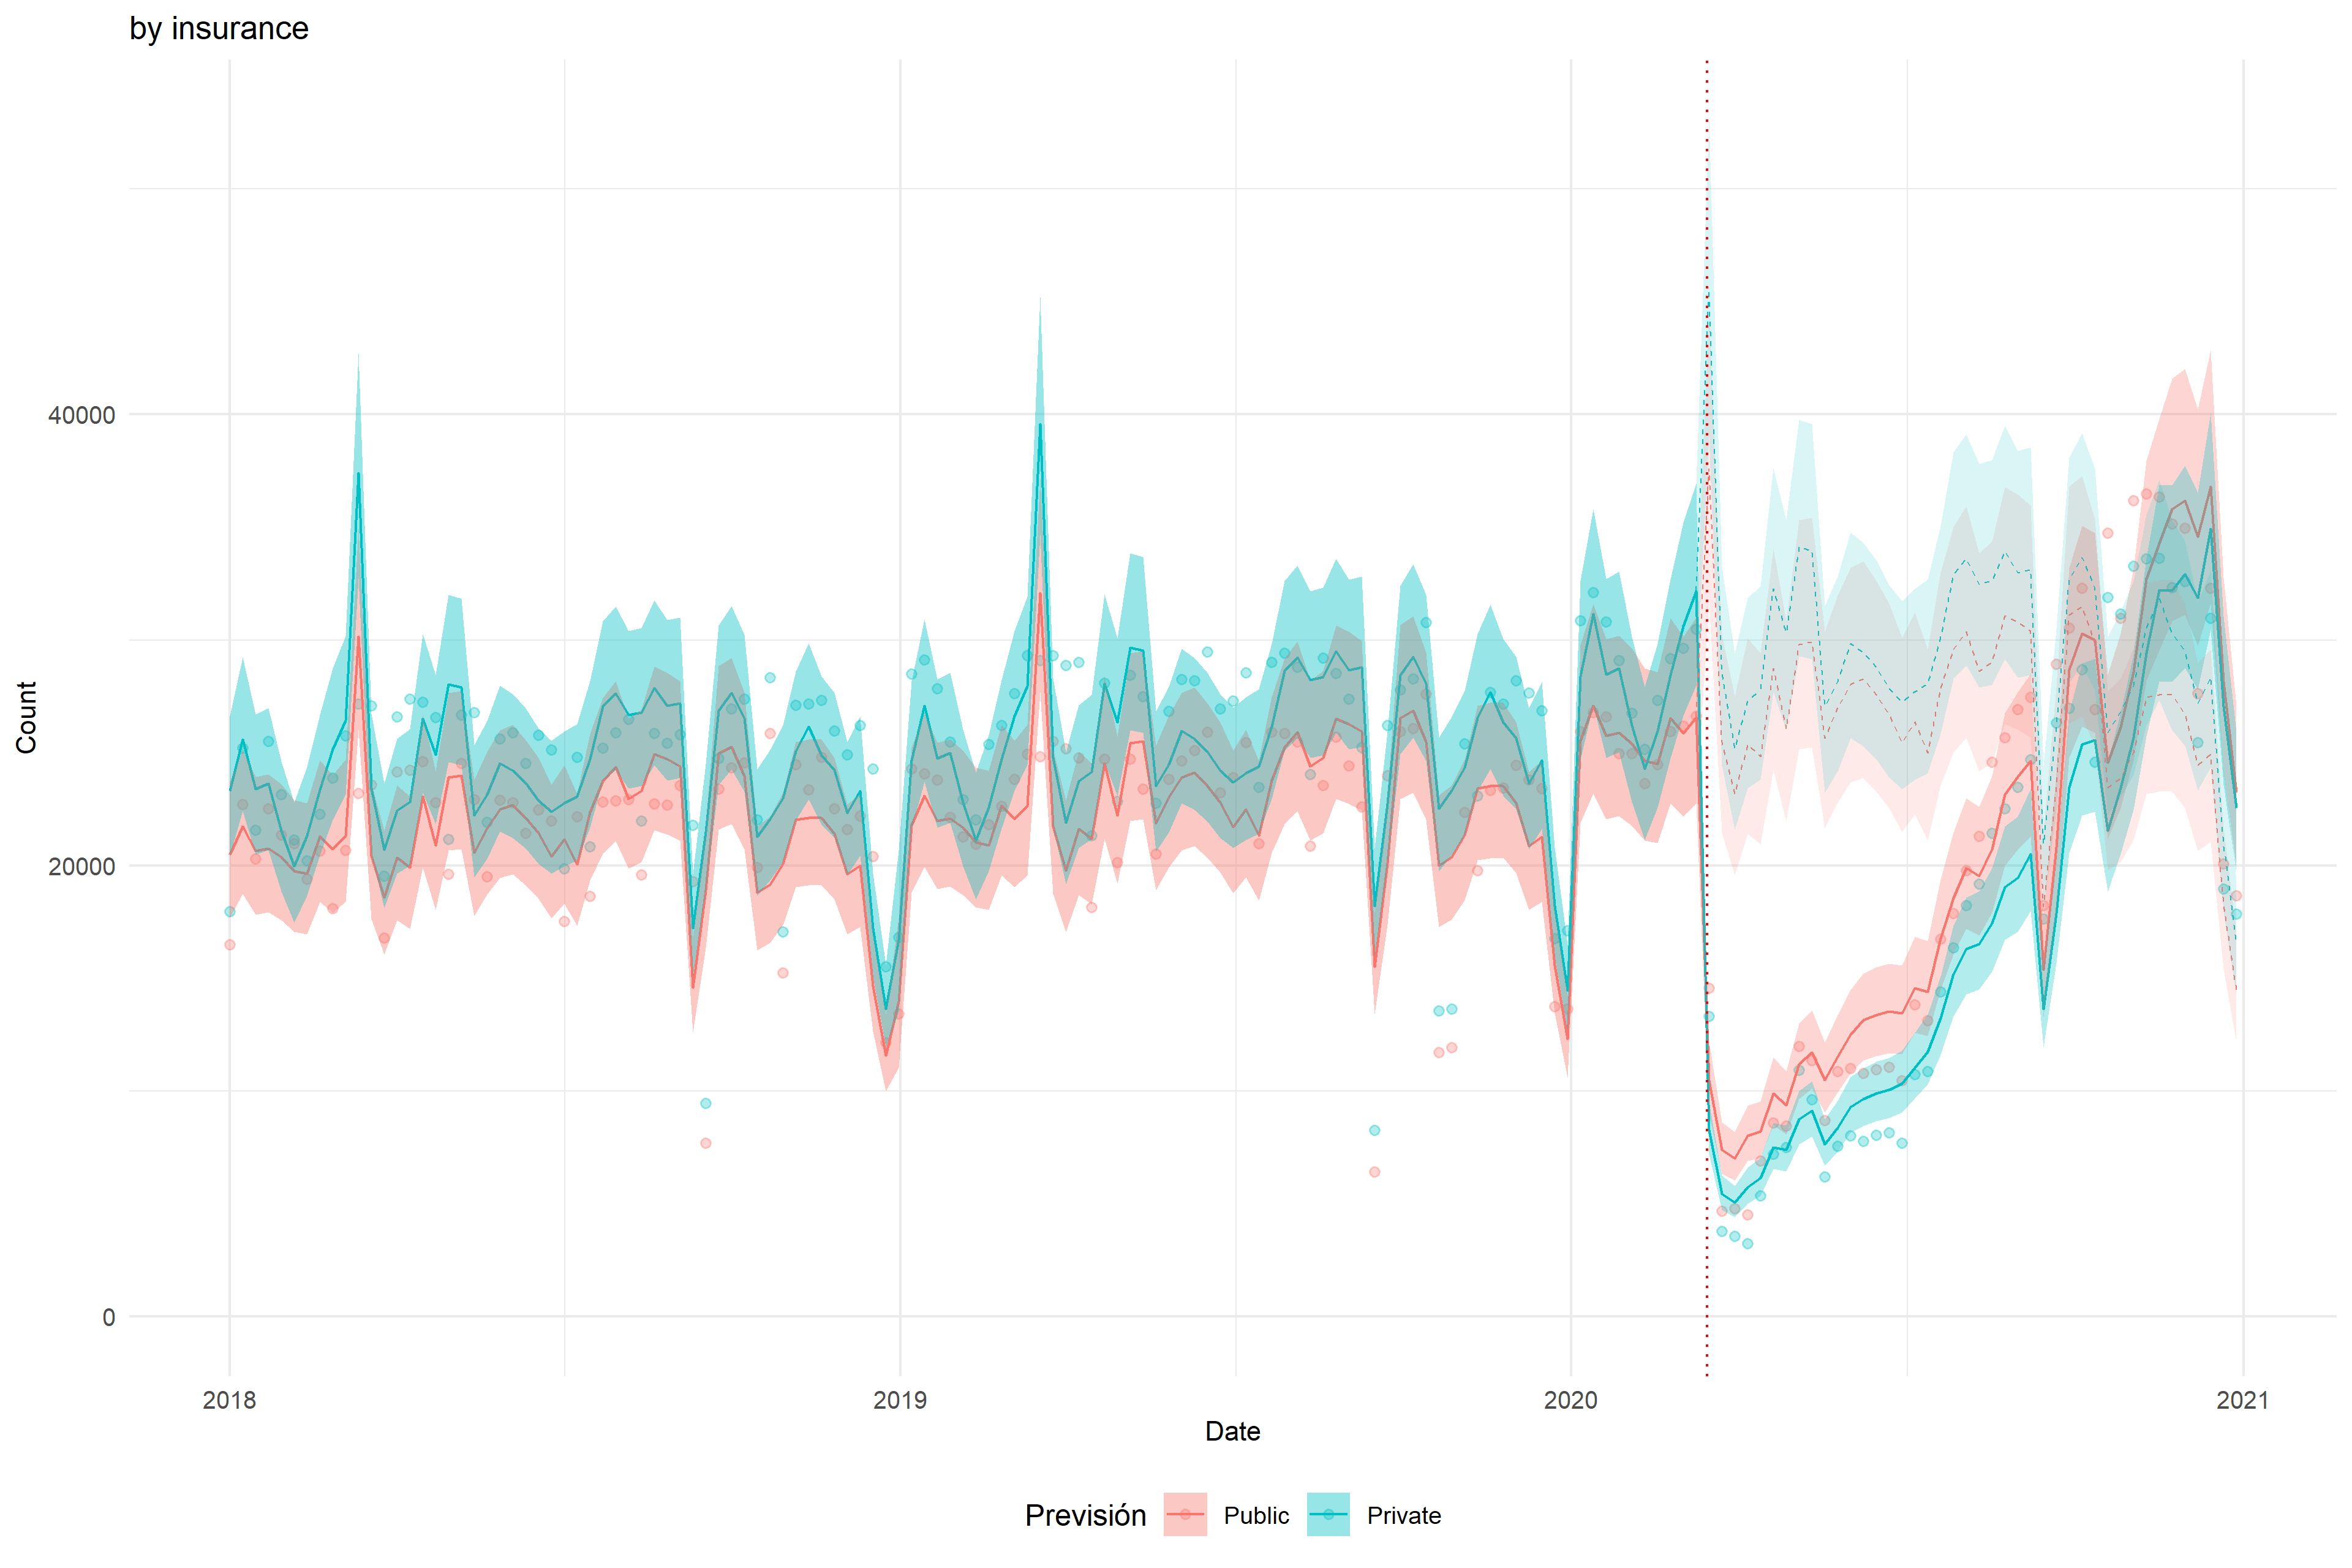 by insurance
Count
40000
20000
0
2018 2019 2020 2021
Date
Previsión Public Private